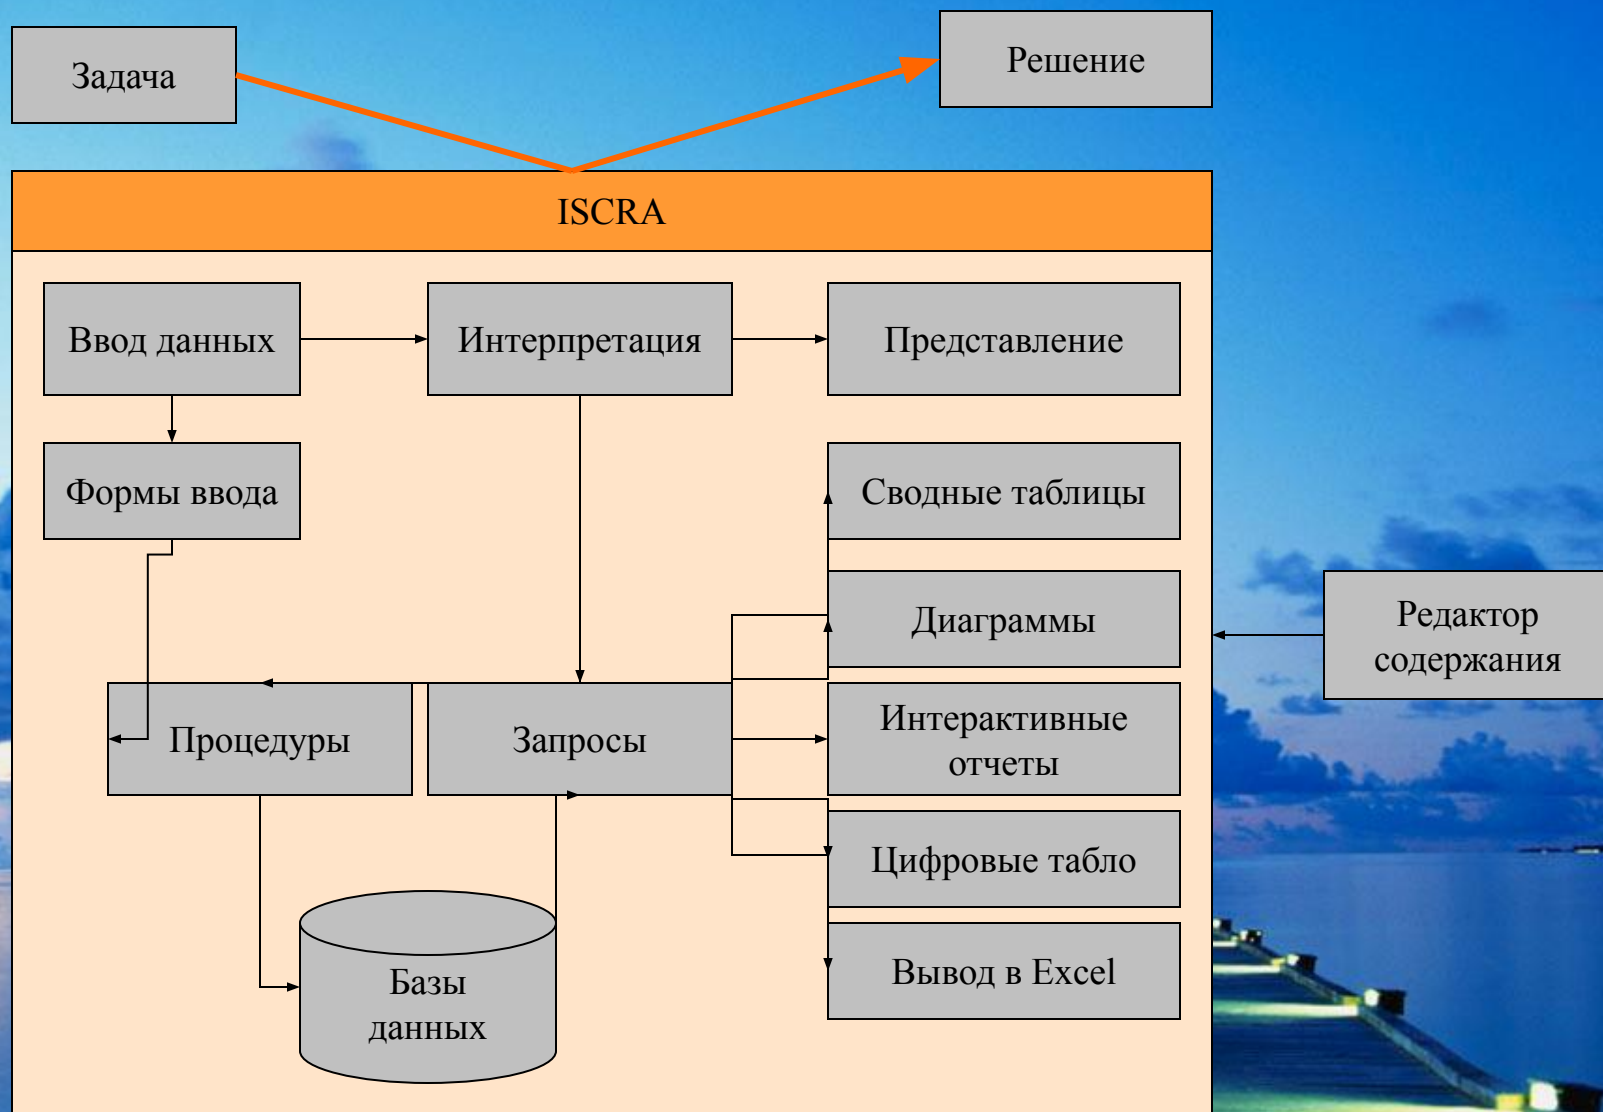 Задача
Решение
ISCRA
Ввод данных
Интерпретация
Представление
Формы ввода
Сводные таблицы
Диаграммы
Редактор
содержания
Процедуры
Запросы
Интерактивные
отчеты
Цифровые табло
Базы
данных
Вывод в Excel